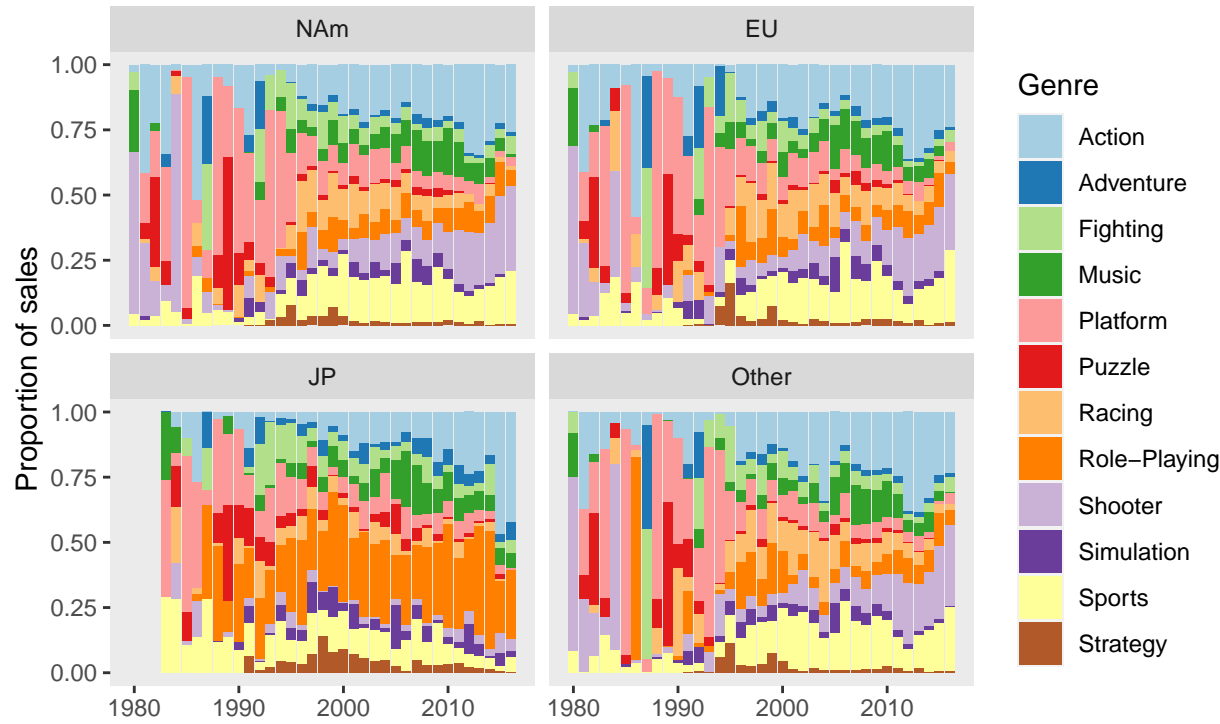 NAm
EU
1.00
0.75
0.50
0.25
0.00
JP
Other
1.00
0.75
0.50
0.25
0.00
1980
1990
2000
2010
1980
1990
2000
2010
Proportion of sales
Genre
Action
Adventure
Fighting
Music
Platform
Puzzle
Racing
Role−Playing
Shooter
Simulation
Sports
Strategy